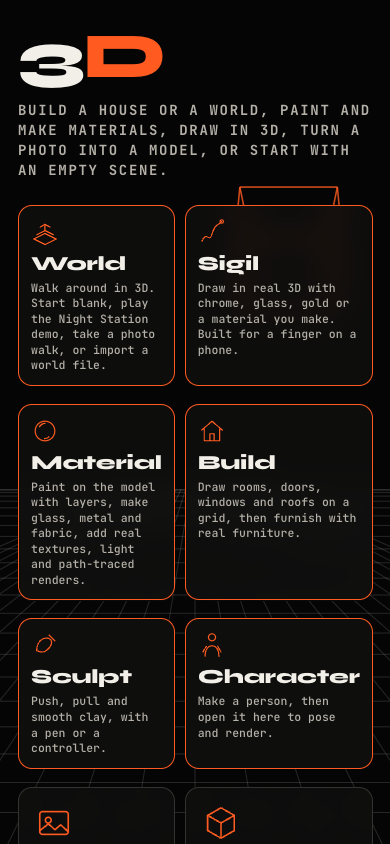 3D
BUILD A HOUSE OR A WORLD, PAINT AND
MAKE MATERIALS, DRAW IN 3D, TURN A
PHOTO INTO A MODEL, OR START WITH
AN EMPTY SCENE.
World
Walk around in 3D.
Start blank, play
the Night Station
demo, take a photo
walk, or import a
world file.
Sigil
Draw in real 3D with
chrome, glass, gold or
a material you make.
Built for a finger on a
phone.
Material
Paint on the model
with layers, make
glass, metal and
fabric, add real
textures, light
and path-traced
renders.
Build
Draw rooms, doors,
windows and roofs on a
grid, then furnish with
real furniture.
Sculpt
Push, pull and
smooth clay, with
a pen or a
controller.
Character
Make a person, then
open it here to pose
and render.